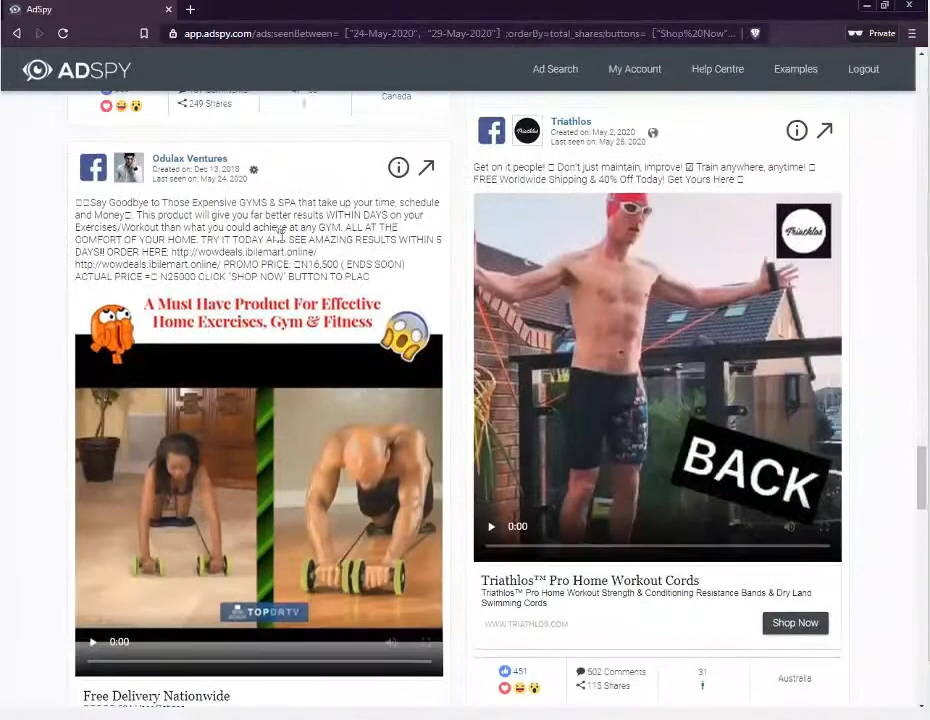 AdSpy
app.adspy.com/ads;seenBetween= ["24-May-2020", "29-May-2020"] ;orderBy=total_shares;buttons= ["Shop%20Now"...
Private
ADSPY
Ad Search
My Account
Help Centre
Examples
Logout
249 Shares
Canada
Odulax Ventures
Created on: Dec 13, 2018
Last seen on: May 24, 2020
Say Goodbye to Those Expensive GYMS & SPA that take up your time, schedule
and Money. This product will give you far better results WITHIN DAYS on your
Exercises/Workout than what you could achieve at any GYM. ALL AT THE
COMFORT OF YOUR HOME. TRY IT TODAY SEE AMAZING RESULTS WITHIN 5
DAYS!! ORDER HERE: http://wowdeals.ibilemart.online/
http://wowdeals.ibilemart.online/ PROMO PRICE: N16,500 ( ENDS SOON)
ACTUAL PRICE = N25000 CLICK "SHOP NOW" BUTTON TO PLAC
A Must Have Product For Effective
Home Exercises, Gym & Fitness
TOPDRTV
0:00
Free Delivery Nationwide
Triathlos
Created on: May 2, 2020
Last seen on: May 28, 2020
Get on it people! Don't just maintain, improve! Train anywhere, anytime!
FREE Worldwide Shipping & 40% Off Today! Get Yours Here
Triathlos
BACK
0:00
Triathlos™ Pro Home Workout Cords
Triathlos™ Pro Home Workout Strength & Conditioning Resistance Bands & Dry Land
Swimming Cords
WWW.TRIATHLOS.COM
Shop Now
451
502 Comments
115 Shares
31
Australia